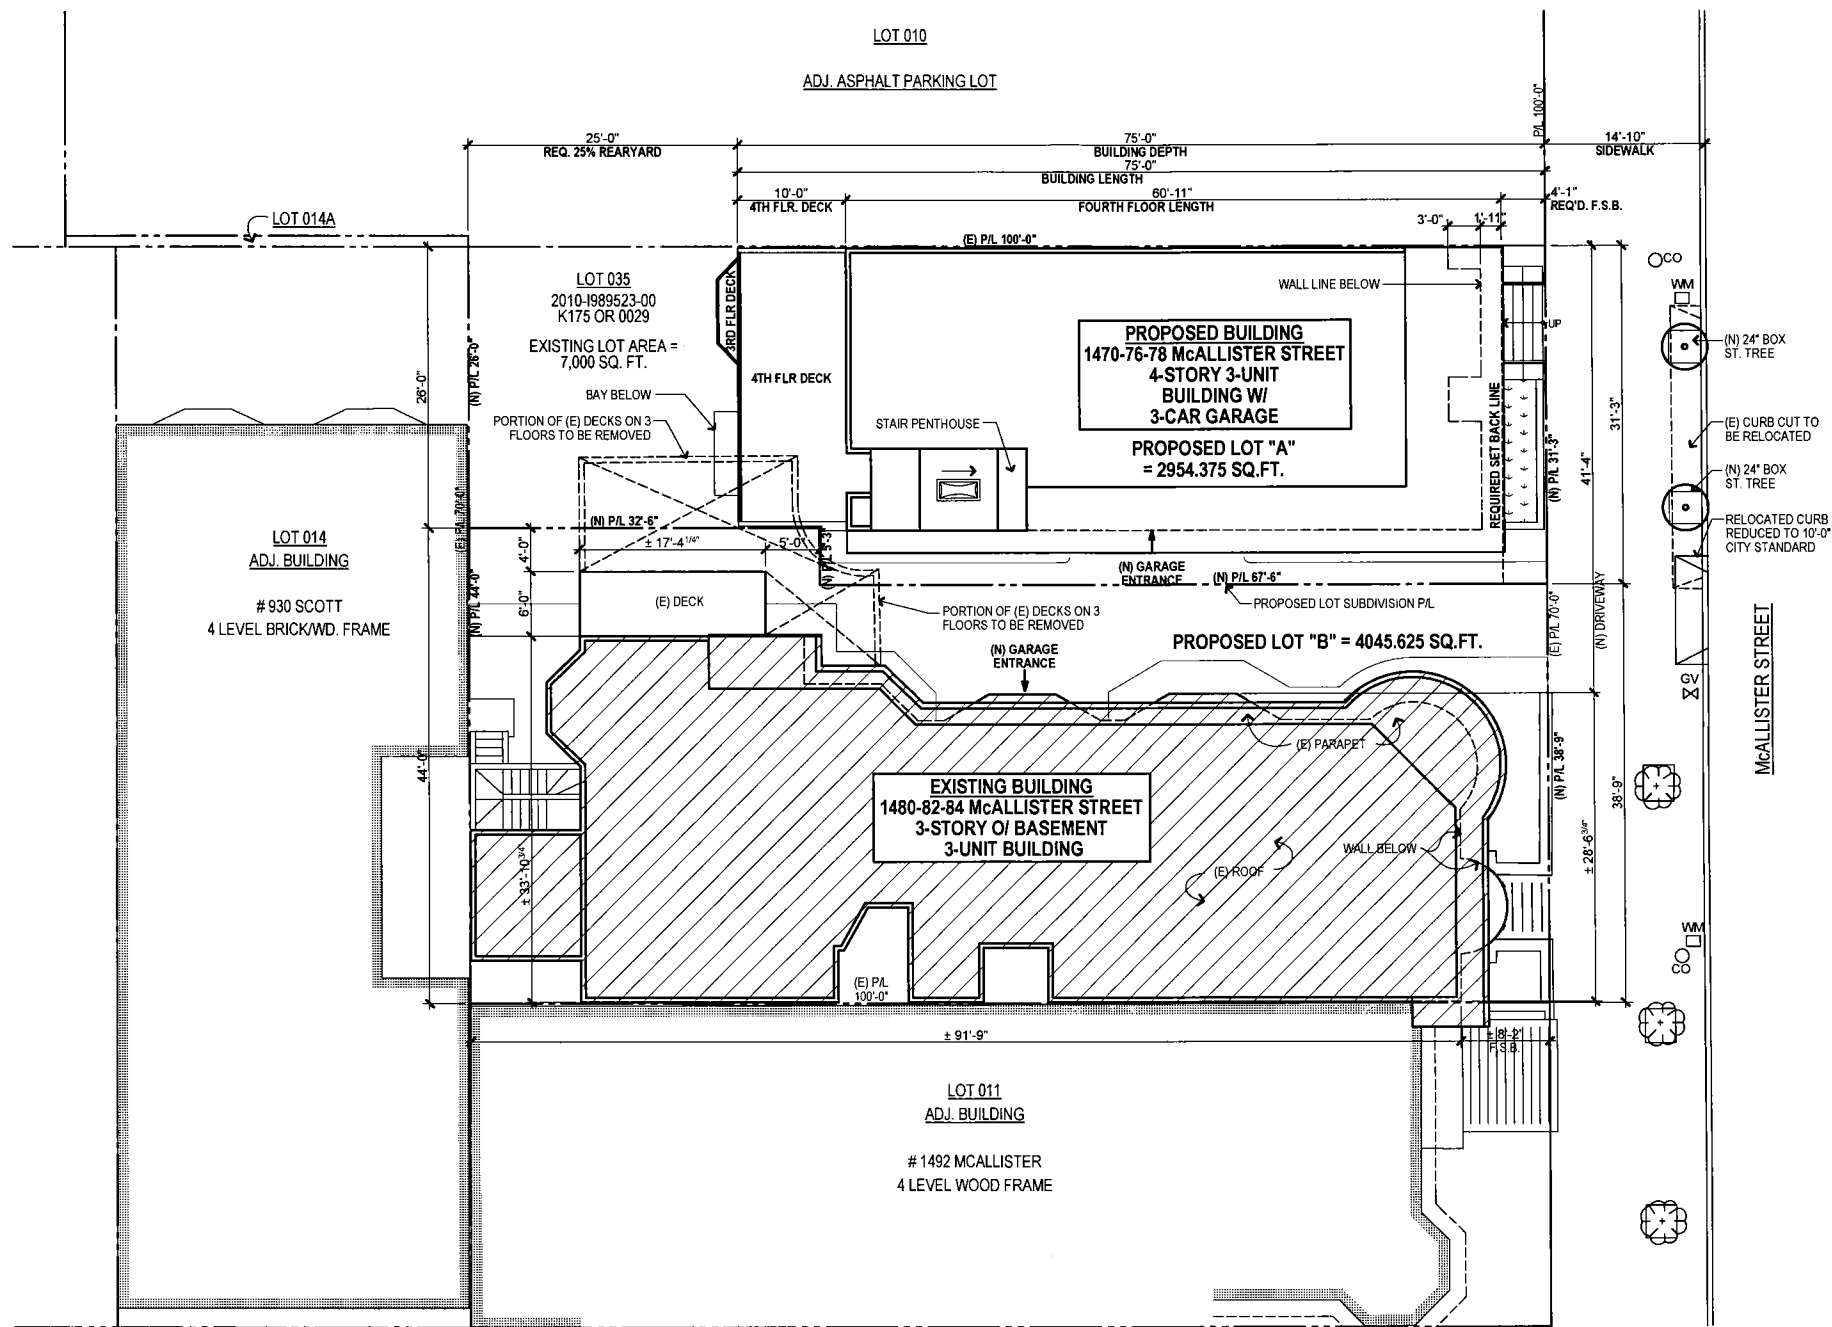 LOT 010
ADJ. ASPHALT PARKING LOT
25'-0"
REQ. 25% REARYARD
75'-0"
BUILDING DEPTH
75'-0"
BUILDING LENGTH
P/L 100'-0"
14'-10"
SIDEWALK
10'-0"
4TH FLR. DECK
60'-11"
FOURTH FLOOR LENGTH
4'-1"
REQ'D. F.S.B.
3'-0"
1'-11"
LOT 014A
(E) P/L 100'-0"
LOT 035
2010-I989523-00
K175 OR 0029
EXISTING LOT AREA =
7,000 SQ. FT.
3RD FLR DECK
4TH FLR DECK
BAY BELOW
PORTION OF (E) DECKS ON 3
FLOORS TO BE REMOVED
WALL LINE BELOW
PROPOSED BUILDING
1470-76-78 McALLISTER STREET
4-STORY 3-UNIT
BUILDING W/
3-CAR GARAGE
PROPOSED LOT "A"
= 2954.375 SQ.FT.
STAIR PENTHOUSE
REQUIRED SET BACK LINE
UP
(N) P/L 31'-3"
41'-4"
31'-3"
CO
WM
(N) 24" BOX
ST. TREE
(E) CURB CUT TO
BE RELOCATED
(N) 24" BOX
ST. TREE
RELOCATED CURB
REDUCED TO 10'-0"
CITY STANDARD
26'-0"
(N) P/L 26'-0"
(E) P/L 70'-0"
(N) P/L 32'-6"
± 17'-4 1/4"
5'-0"
(N) P/L 5'-3"
4'-0"
6'-0"
(N) P/L 44'-0"
(E) DECK
(N) GARAGE
ENTRANCE
(N) P/L 67'-6"
PROPOSED LOT SUBDIVISION P/L
PORTION OF (E) DECKS ON 3
FLOORS TO BE REMOVED
PROPOSED LOT "B" = 4045.625 SQ.FT.
(N) GARAGE
ENTRANCE
(E) P/L 70'-0"
(N) DRIVEWAY
LOT 014
ADJ. BUILDING
# 930 SCOTT
4 LEVEL BRICK/WD. FRAME
GV
McALLISTER STREET
(E) PARAPET
(N) P/L 38'-9"
38'-9"
± 28'-6 3/4"
44'-0"
± 33'-10 3/4"
EXISTING BUILDING
1480-82-84 McALLISTER STREET
3-STORY O/ BASEMENT
3-UNIT BUILDING
WALL BELOW
(E) ROOF
WM
CO
(E) P/L
100'-0"
± 91'-9"
± 8'-2"
F.S.B.
LOT 011
ADJ. BUILDING
# 1492 MCALLISTER
4 LEVEL WOOD FRAME